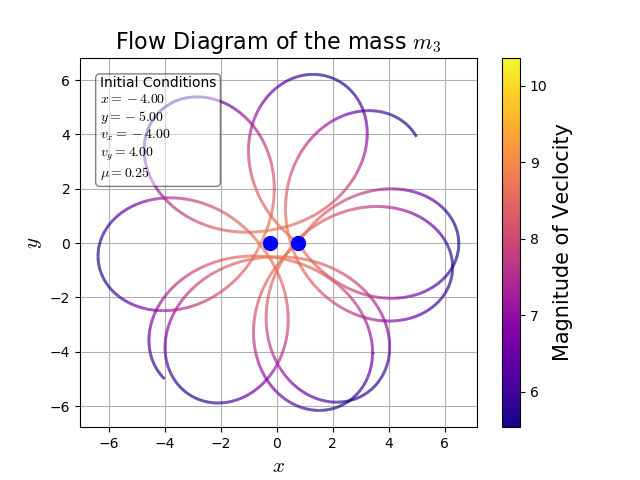 Flow Diagram of the mass m₃
Initial Conditions
x = −4.00
y = −5.00
vₓ = −4.00
v_y = 4.00
μ = 0.25
6
4
2
0
−2
−4
−6
−6 −4 −2 0 2 4 6
x
y
10
9
8
7
6
Magnitude of Veclocity